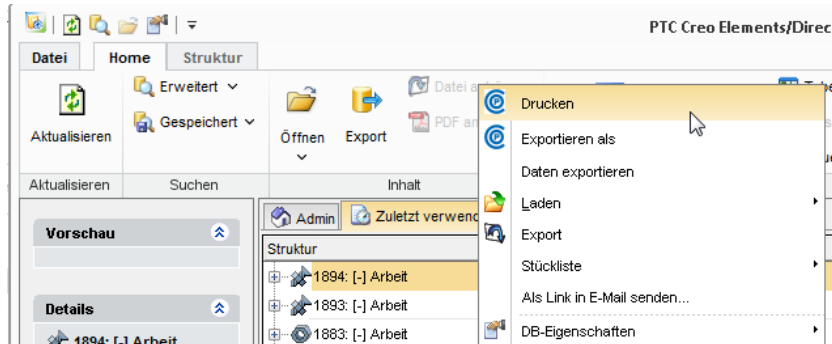 PTC Creo Elements/Direc
Datei Home Struktur
Erweitert
Gespeichert
Aktualisieren
Öffnen
Export
Datei
PDF
Aktualisieren Suchen Inhalt
Drucken
Exportieren als
Daten exportieren
Laden
Export
Stückliste
Als Link in E-Mail senden...
DB-Eigenschaften
Vorschau
Details
1894: [-] Arbeit
Admin Zuletzt verwend
Struktur
1894: [-] Arbeit
1893: [-] Arbeit
1883: [-] Arbeit